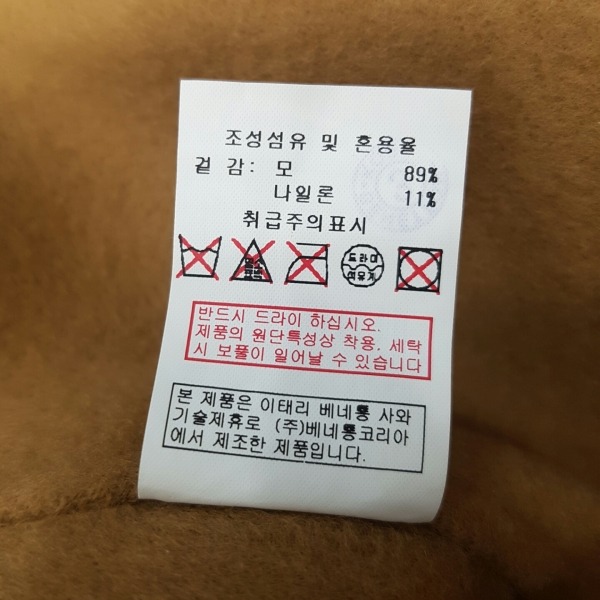 조성섬유 및 혼용율
겉 감: 모 89%
나일론 11%
취급주의표시
드라이
반드시 드라이 하십시오.
제품의 원단특성상 착용, 세탁
시 보풀이 일어날 수 있습니다
본 제품은 이태리 베네통 사와
기술제휴로 (주)베네통코리아
에서 제조한 제품입니다.